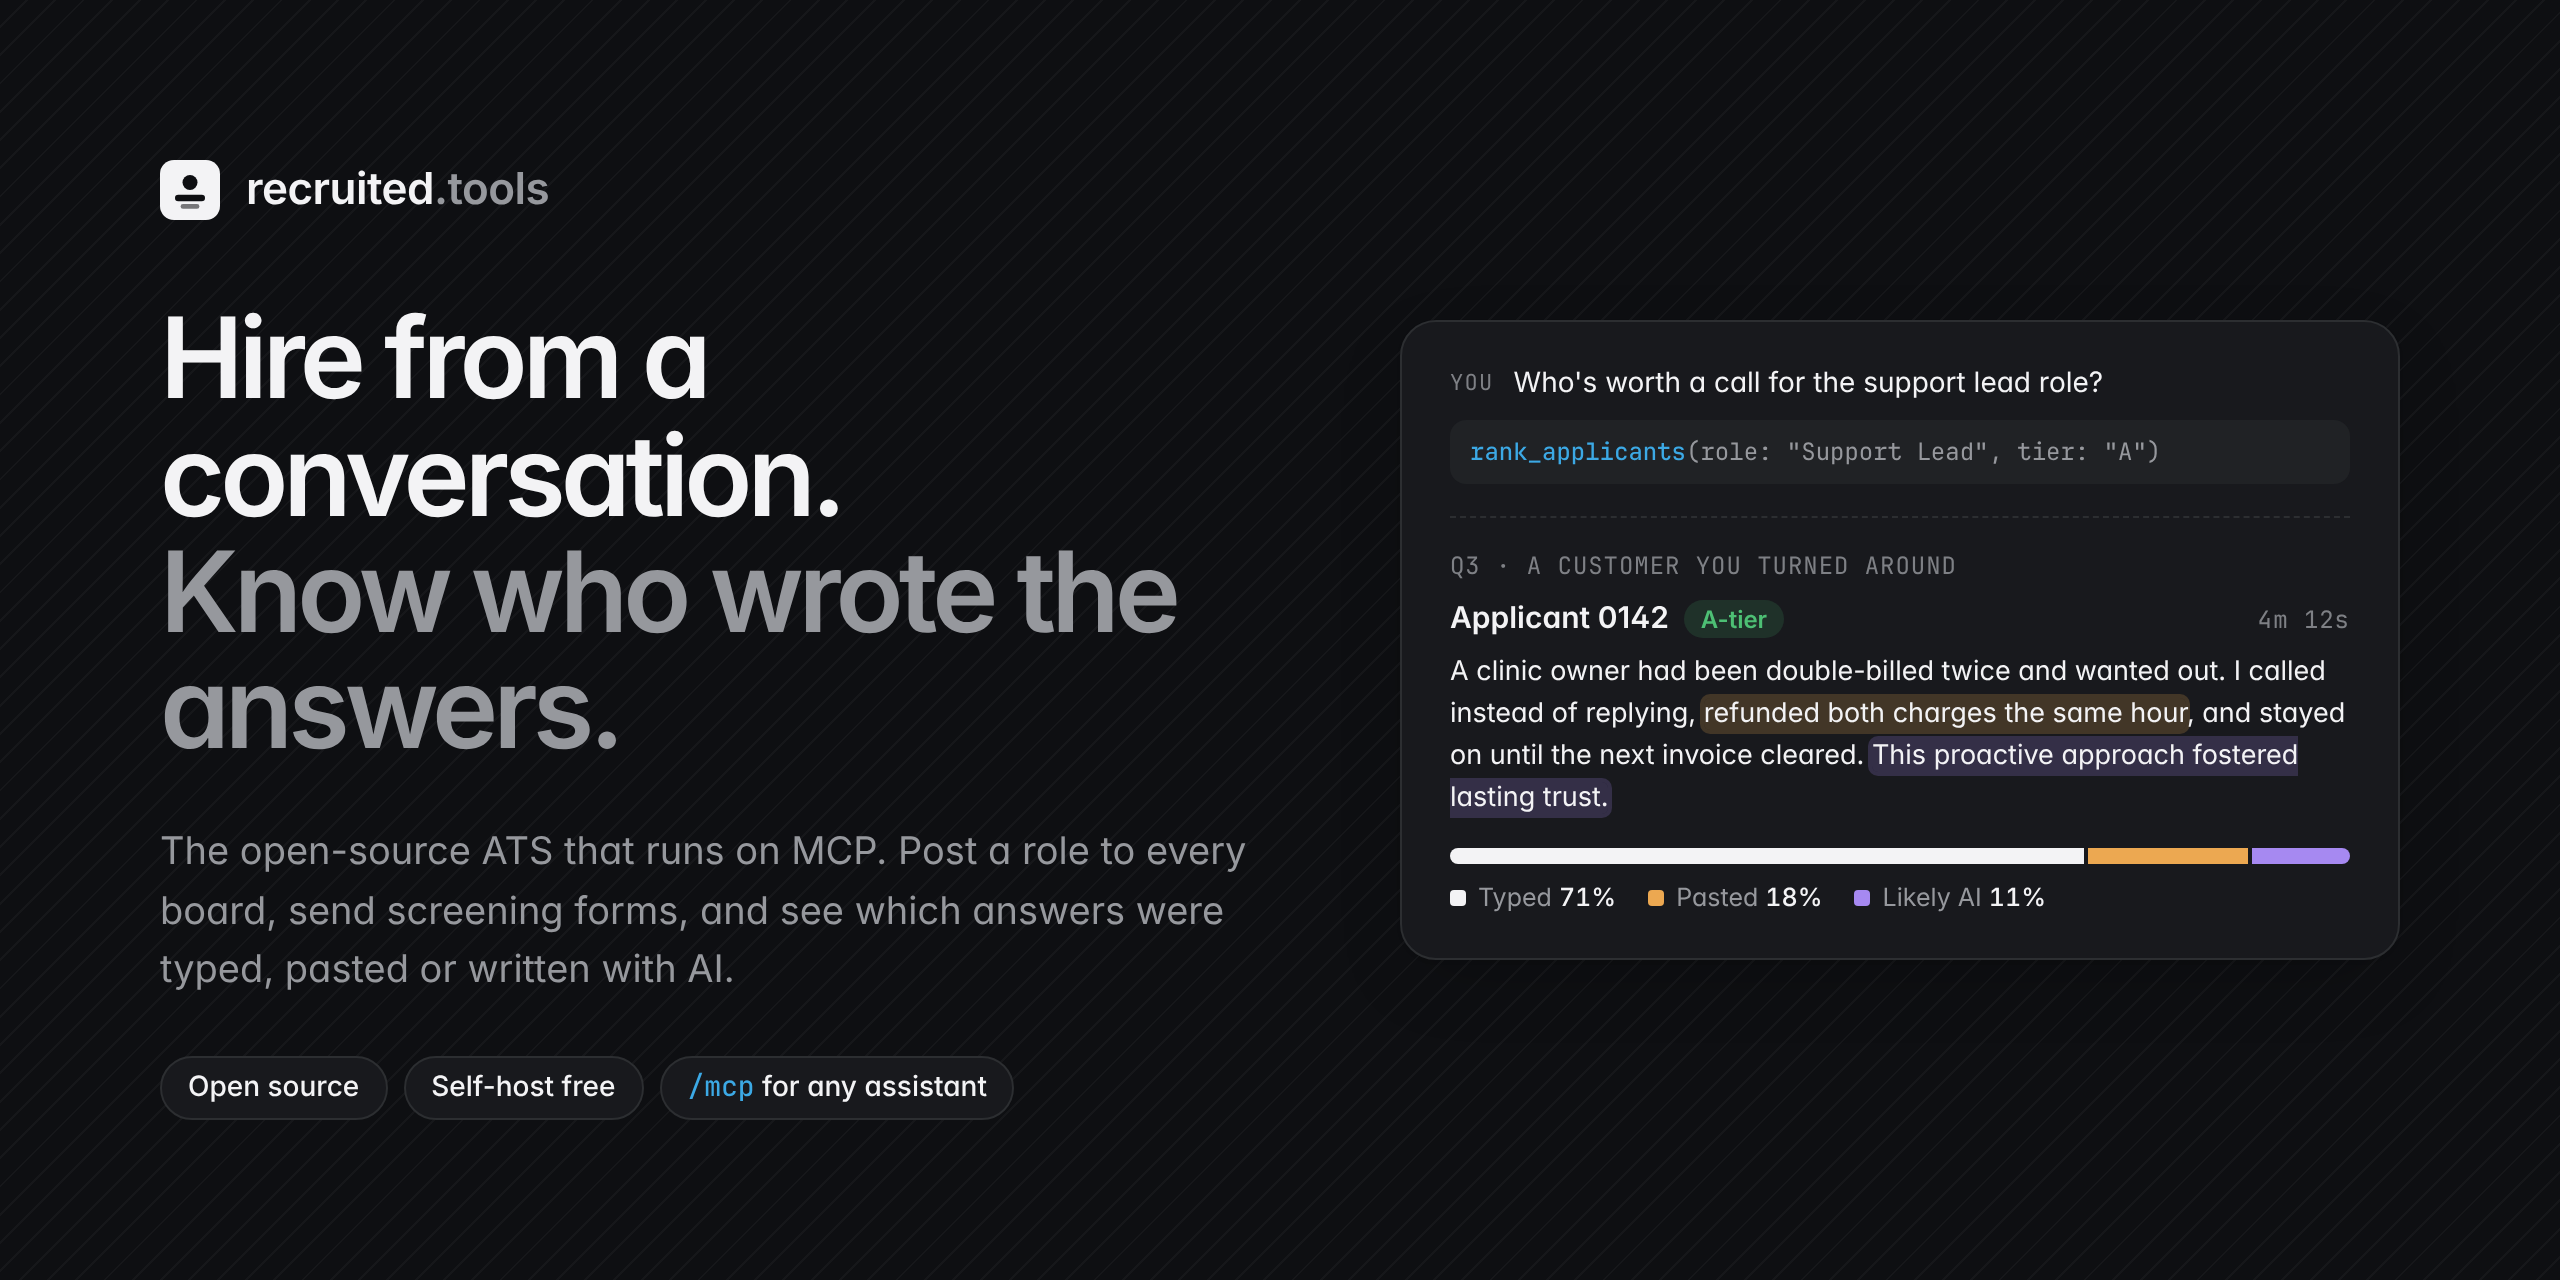 recruited.tools
Hire from a
conversation.
Know who wrote the
answers.
The open-source ATS that runs on MCP. Post a role to every
board, send screening forms, and see which answers were
typed, pasted or written with AI.
Open source
Self-host free
/mcp for any assistant
YOU Who's worth a call for the support lead role?
rank_applicants(role: "Support Lead", tier: "A")
Q3 · A CUSTOMER YOU TURNED AROUND
Applicant 0142 A-tier 4m 12s
A clinic owner had been double-billed twice and wanted out. I called
instead of replying, refunded both charges the same hour, and stayed
on until the next invoice cleared. This proactive approach fostered
lasting trust.
Typed 71% Pasted 18% Likely AI 11%